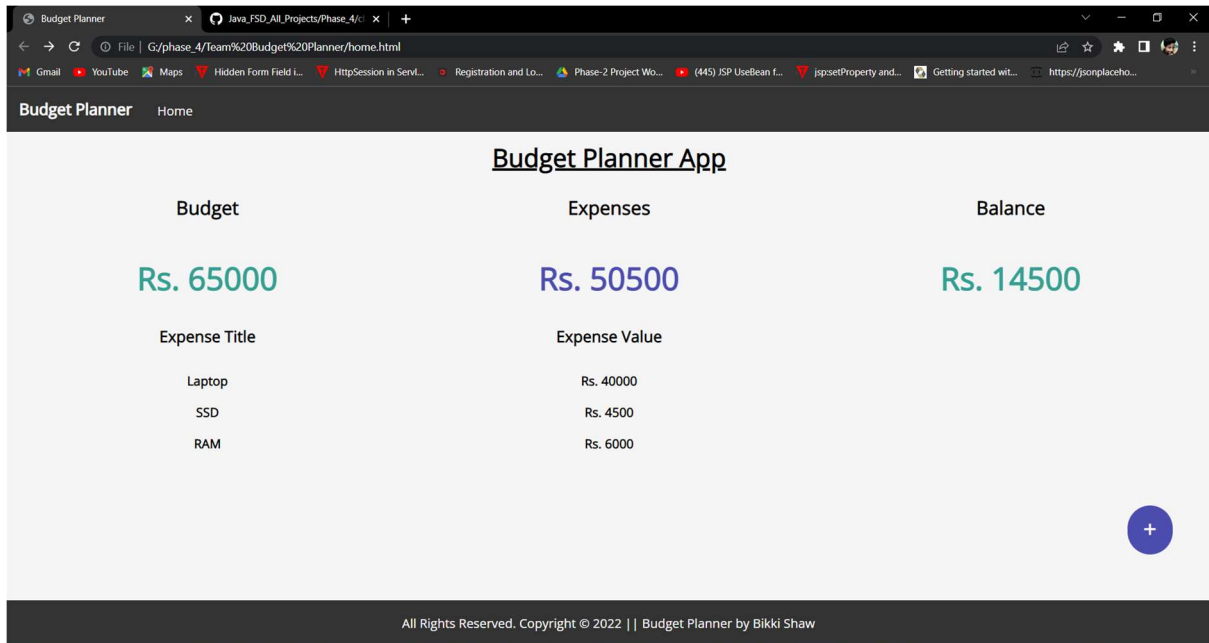 Budget Planner
Java_FSD_All_Projects/Phase_4/cl
File | G:/phase_4/Team%20Budget%20Planner/home.html
Gmail YouTube Maps Hidden Form Field i... HttpSession in Servl... Registration and Lo... Phase-2 Project Wo... (445) JSP UseBean f... jsp:setProperty and... Getting started wit... https://jsonplaceho...
Budget Planner Home
Budget Planner App
Budget Expenses Balance
Rs. 65000 Rs. 50500 Rs. 14500
Expense Title Expense Value
Laptop Rs. 40000
SSD Rs. 4500
RAM Rs. 6000
+
All Rights Reserved. Copyright © 2022 || Budget Planner by Bikki Shaw